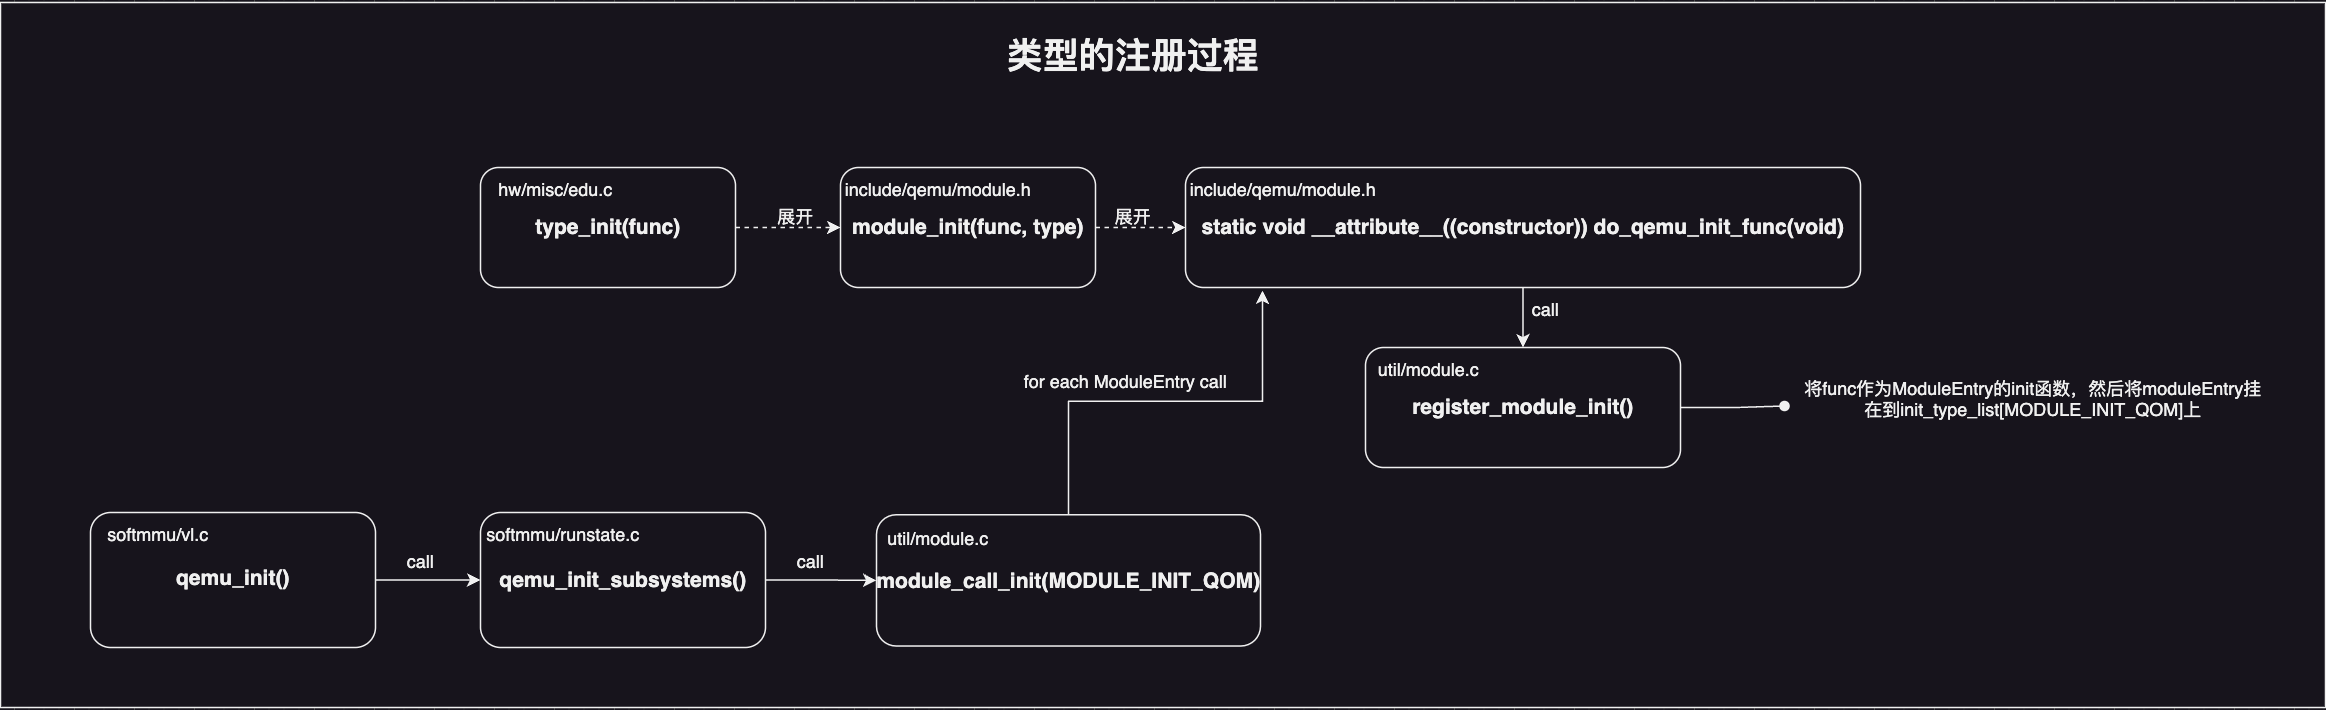 类型的注册过程
hw/misc/edu.c
type_init(func)
展开
include/qemu/module.h
module_init(func, type)
展开
include/qemu/module.h
static void __attribute__((constructor)) do_qemu_init_func(void)
call
for each ModuleEntry call
util/module.c
register_module_init()
将func作为ModuleEntry的init函数，然后将moduleEntry挂
在到init_type_list[MODULE_INIT_QOM]上
softmmu/vl.c
qemu_init()
call
softmmu/runstate.c
qemu_init_subsystems()
call
util/module.c
module_call_init(MODULE_INIT_QOM)